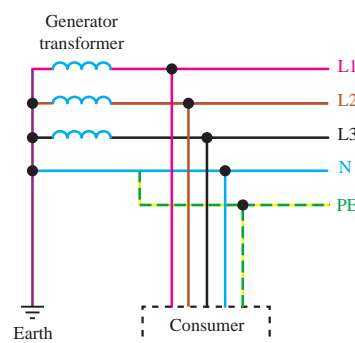 Generator
transformer
L1
L2
L3
N
PE
Consumer
Earth